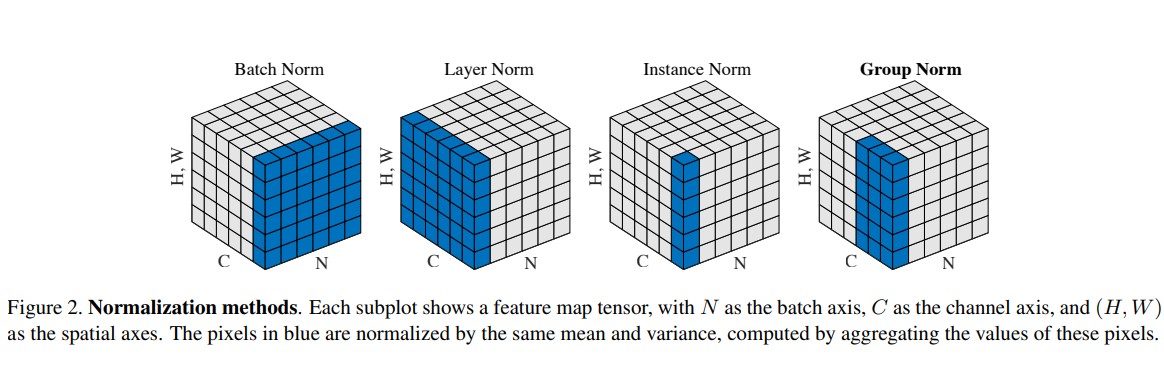 Batch Norm
Layer Norm
Instance Norm
Group Norm
H, W
H, W
H, W
H, W
C
N
C
N
C
N
C
N
Figure 2. Normalization methods. Each subplot shows a feature map tensor, with N as the batch axis, C as the channel axis, and (H, W)
as the spatial axes. The pixels in blue are normalized by the same mean and variance, computed by aggregating the values of these pixels.